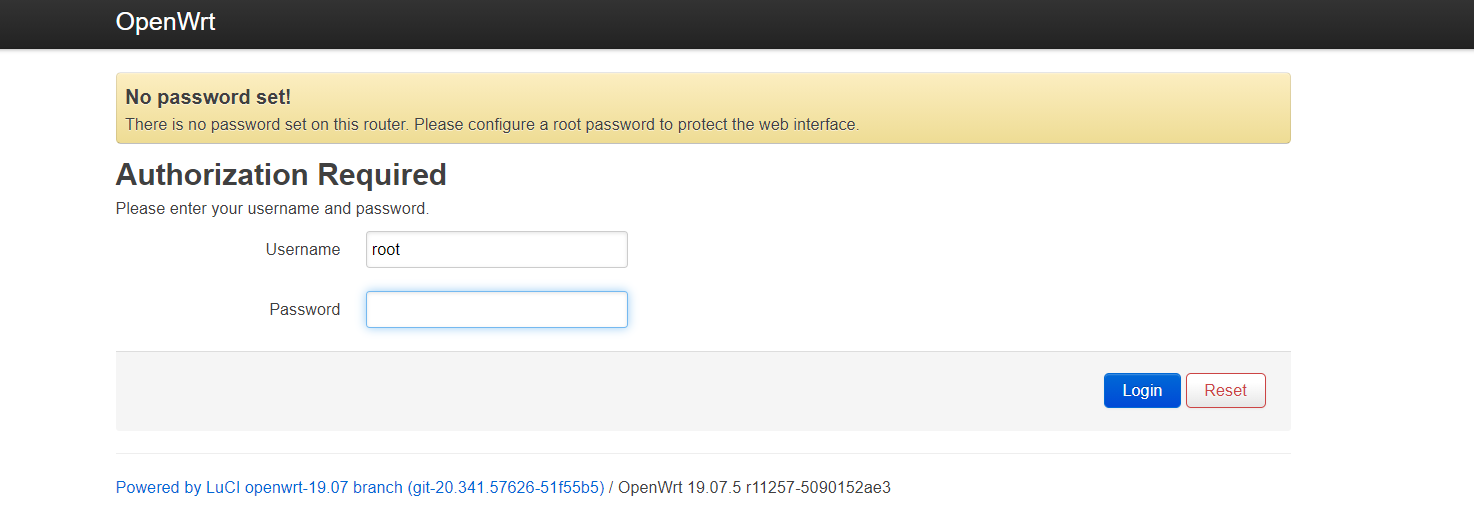 OpenWrt
No password set!
There is no password set on this router. Please configure a root password to protect the web interface.
Authorization Required
Please enter your username and password.
Username root
Password
Login Reset
Powered by LuCI openwrt-19.07 branch (git-20.341.57626-51f55b5) / OpenWrt 19.07.5 r11257-5090152ae3